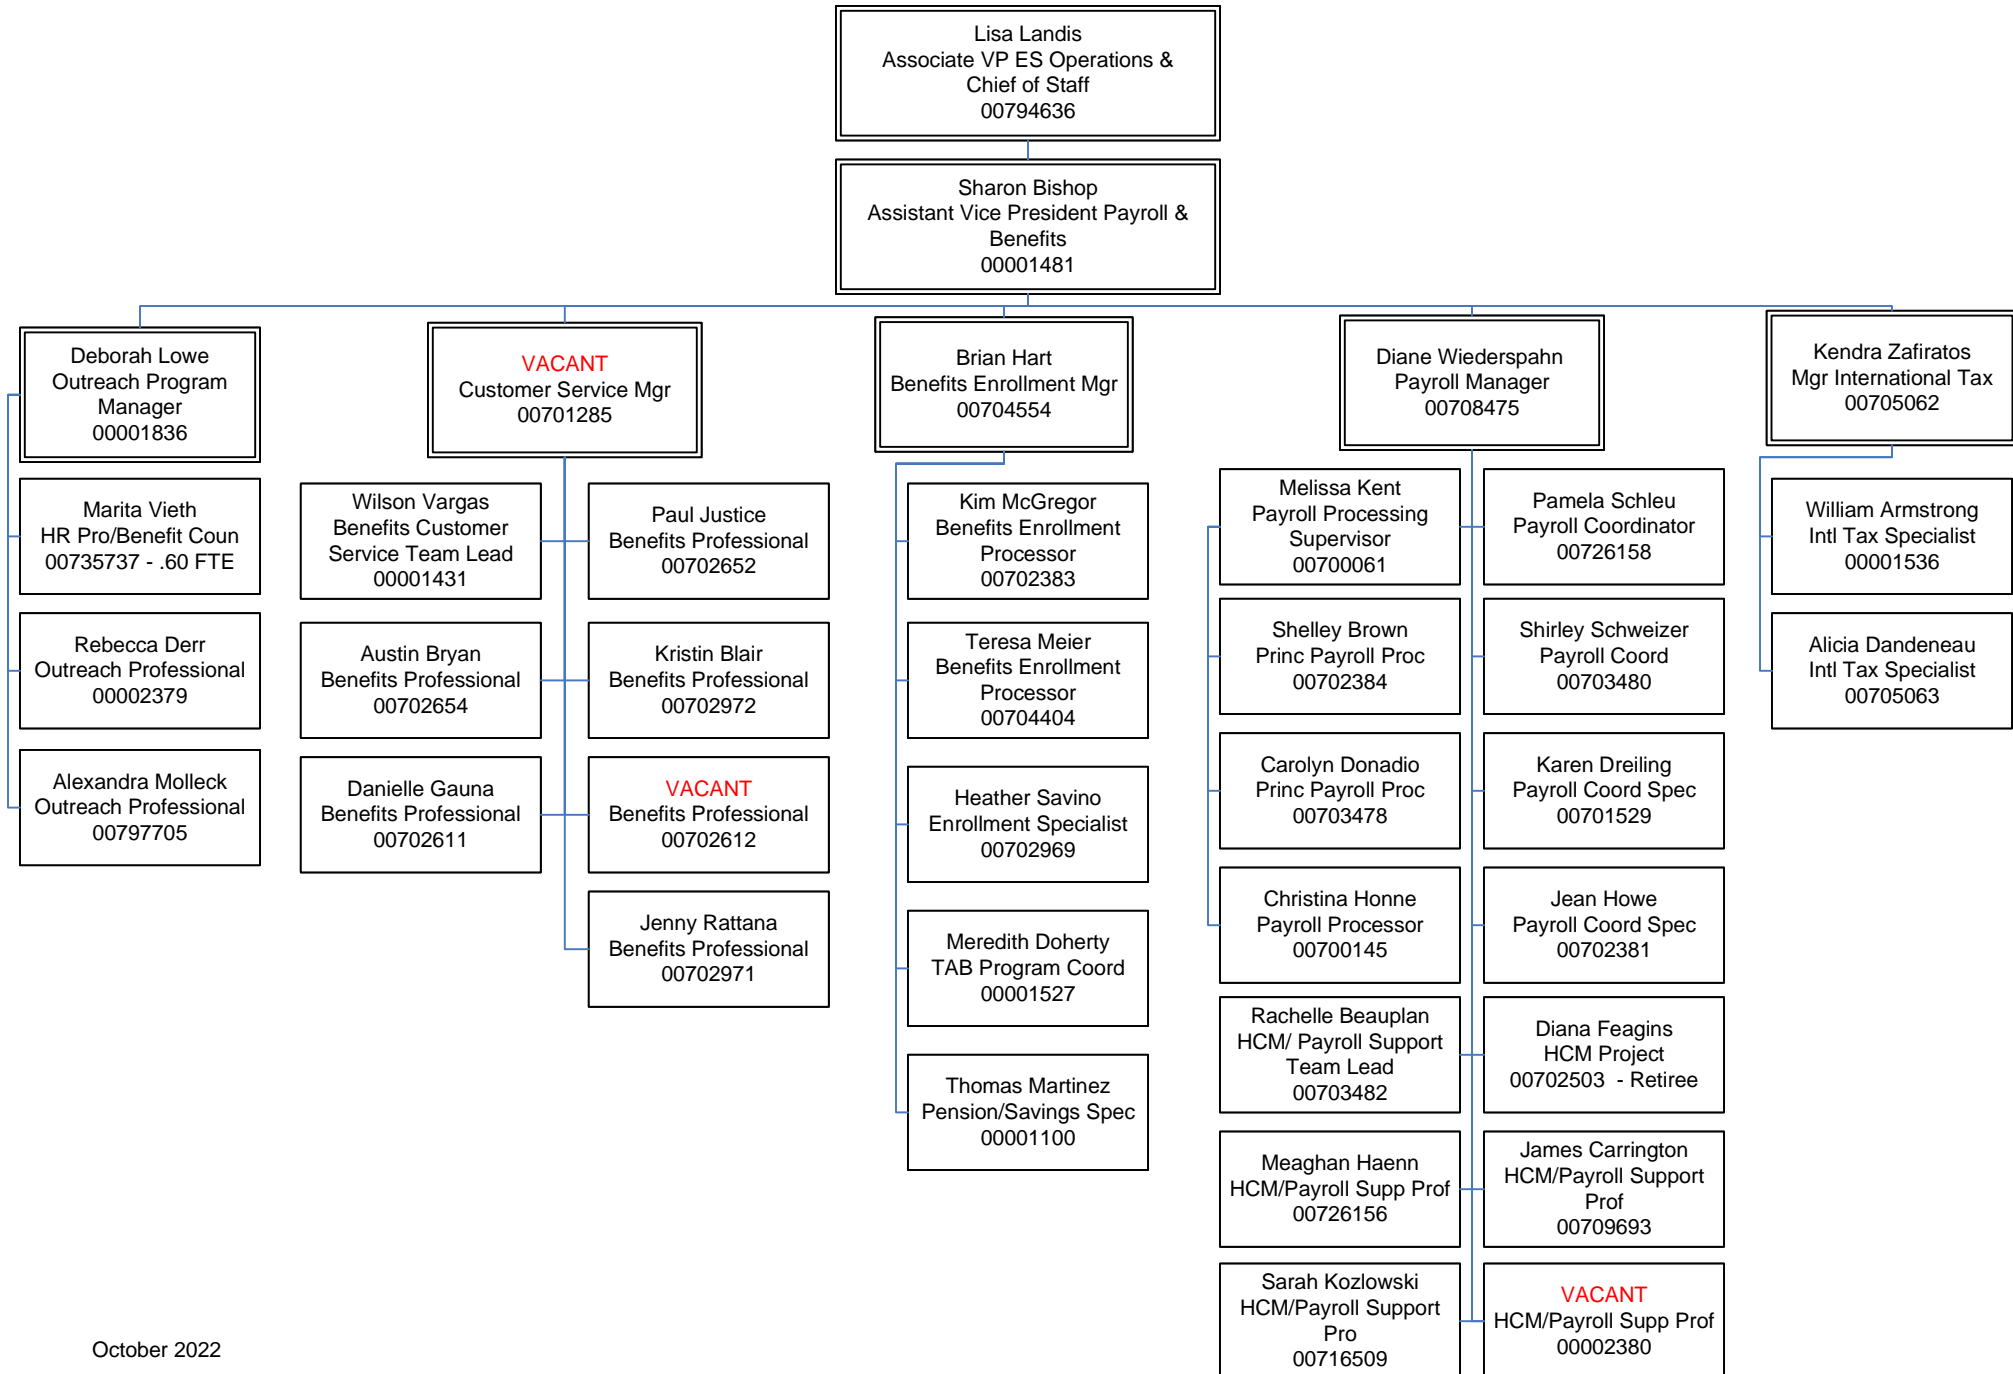 Lisa Landis
Associate VP ES Operations &
Chief of Staff
00794636
Sharon Bishop
Assistant Vice President Payroll &
Benefits
00001481
Deborah Lowe
Outreach Program
Manager
00001836
VACANT
Customer Service Mgr
00701285
Brian Hart
Benefits Enrollment Mgr
00704554
Diane Wiederspahn
Payroll Manager
00708475
Kendra Zafiratos
Mgr International Tax
00705062
Marita Vieth
HR Pro/Benefit Coun
00735737 - .60 FTE
Rebecca Derr
Outreach Professional
00002379
Alexandra Molleck
Outreach Professional
00797705
Wilson Vargas
Benefits Customer
Service Team Lead
00001431
Paul Justice
Benefits Professional
00702652
Austin Bryan
Benefits Professional
00702654
Kristin Blair
Benefits Professional
00702972
Danielle Gauna
Benefits Professional
00702611
VACANT
Benefits Professional
00702612
Jenny Rattana
Benefits Professional
00702971
Kim McGregor
Benefits Enrollment
Processor
00702383
Teresa Meier
Benefits Enrollment
Processor
00704404
Heather Savino
Enrollment Specialist
00702969
Meredith Doherty
TAB Program Coord
00001527
Thomas Martinez
Pension/Savings Spec
00001100
Melissa Kent
Payroll Processing
Supervisor
00700061
Pamela Schleu
Payroll Coordinator
00726158
Shelley Brown
Princ Payroll Proc
00702384
Shirley Schweizer
Payroll Coord
00703480
Carolyn Donadio
Princ Payroll Proc
00703478
Karen Dreiling
Payroll Coord Spec
00701529
Christina Honne
Payroll Processor
00700145
Jean Howe
Payroll Coord Spec
00702381
Rachelle Beauplan
HCM/ Payroll Support
Team Lead
00703482
Diana Feagins
HCM Project
00702503  - Retiree
Meaghan Haenn
HCM/Payroll Supp Prof
00726156
James Carrington
HCM/Payroll Support
Prof
00709693
Sarah Kozlowski
HCM/Payroll Support
Pro
00716509
VACANT
HCM/Payroll Supp Prof
00002380
William Armstrong
Intl Tax Specialist
00001536
Alicia Dandeneau
Intl Tax Specialist
00705063
October 2022